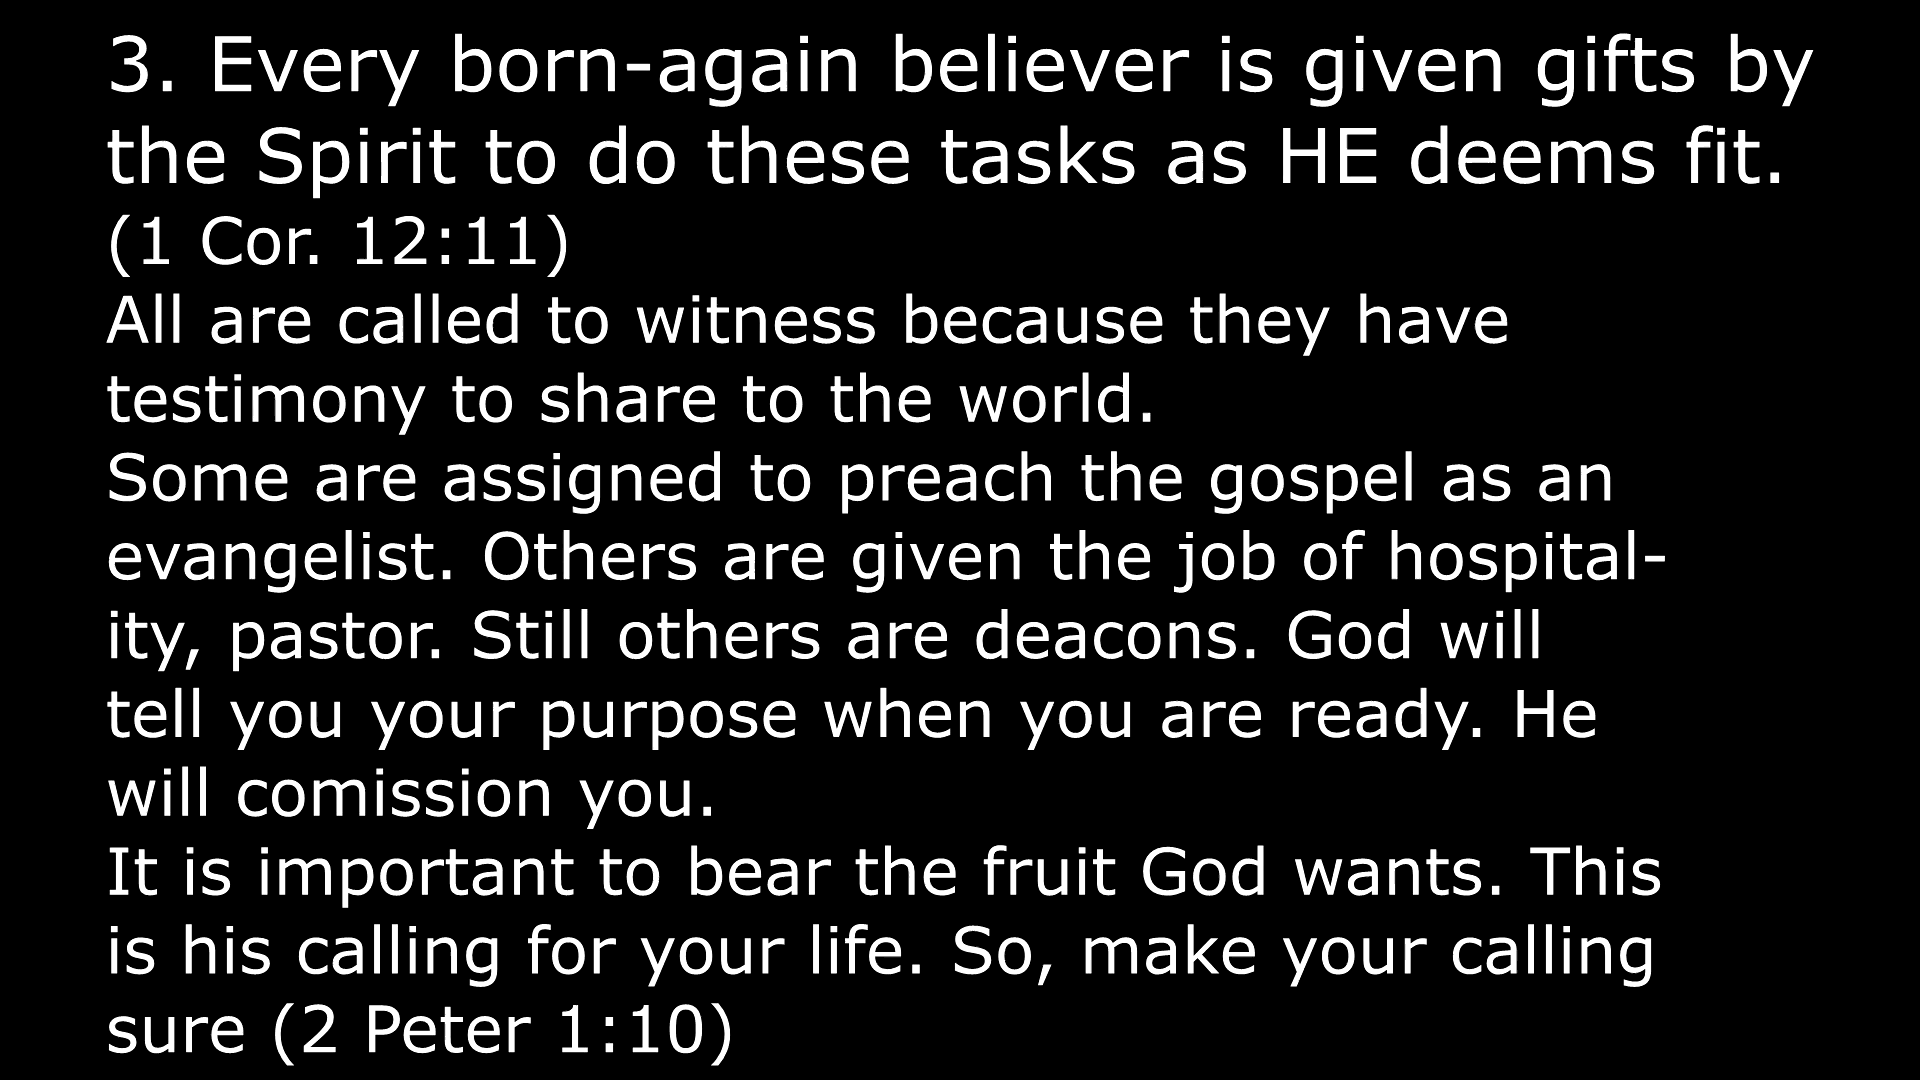 3. Every born-again believer is given gifts by
the Spirit to do these tasks as HE deems fit.
(1 Cor. 12:11)
All are called to witness because they have
testimony to share to the world.
Some are assigned to preach the gospel as an
evangelist. Others are given the job of hospital-
ity, pastor. Still others are deacons. God will
tell you your purpose when you are ready. He
will comission you.
It is important to bear the fruit God wants. This
is his calling for your life. So, make your calling
sure (2 Peter 1:10)